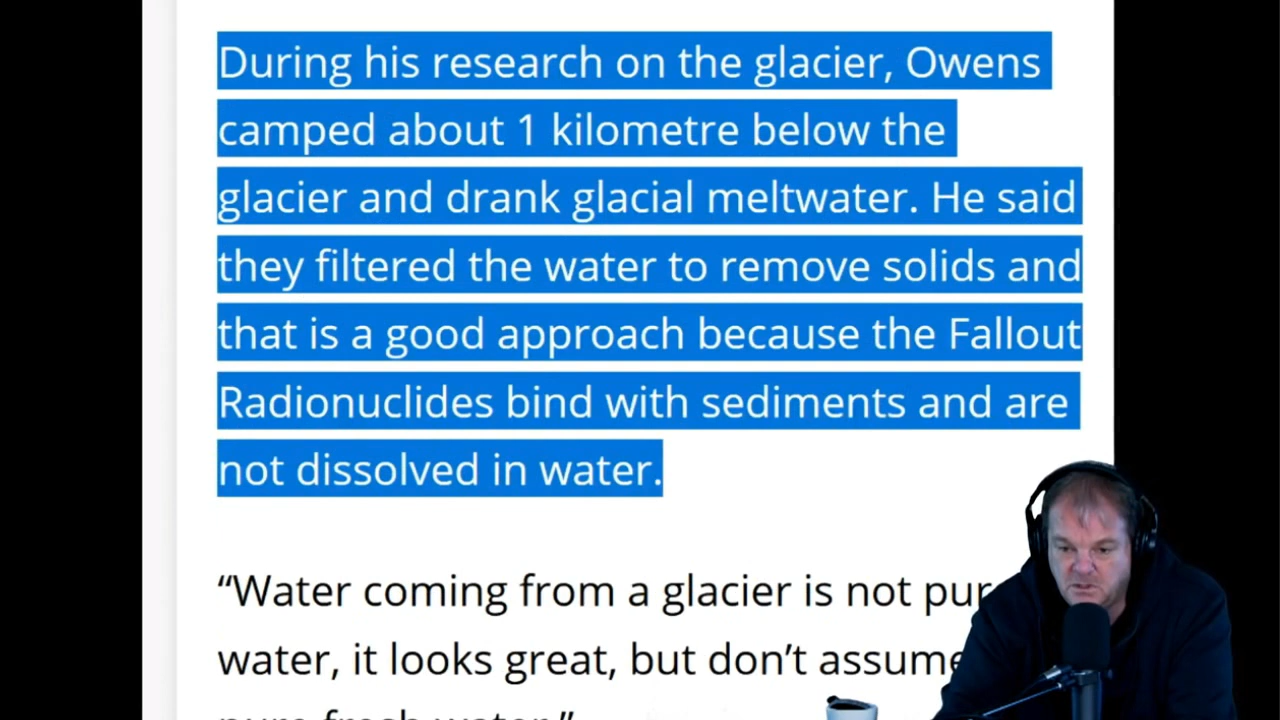 During his research on the glacier, Owens
camped about 1 kilometre below the
glacier and drank glacial meltwater. He said
they filtered the water to remove solids and
that is a good approach because the Fallout
Radionuclides bind with sediments and are
not dissolved in water.
“Water coming from a glacier is not
water, it looks great, but don’t assume
pure fresh water.”